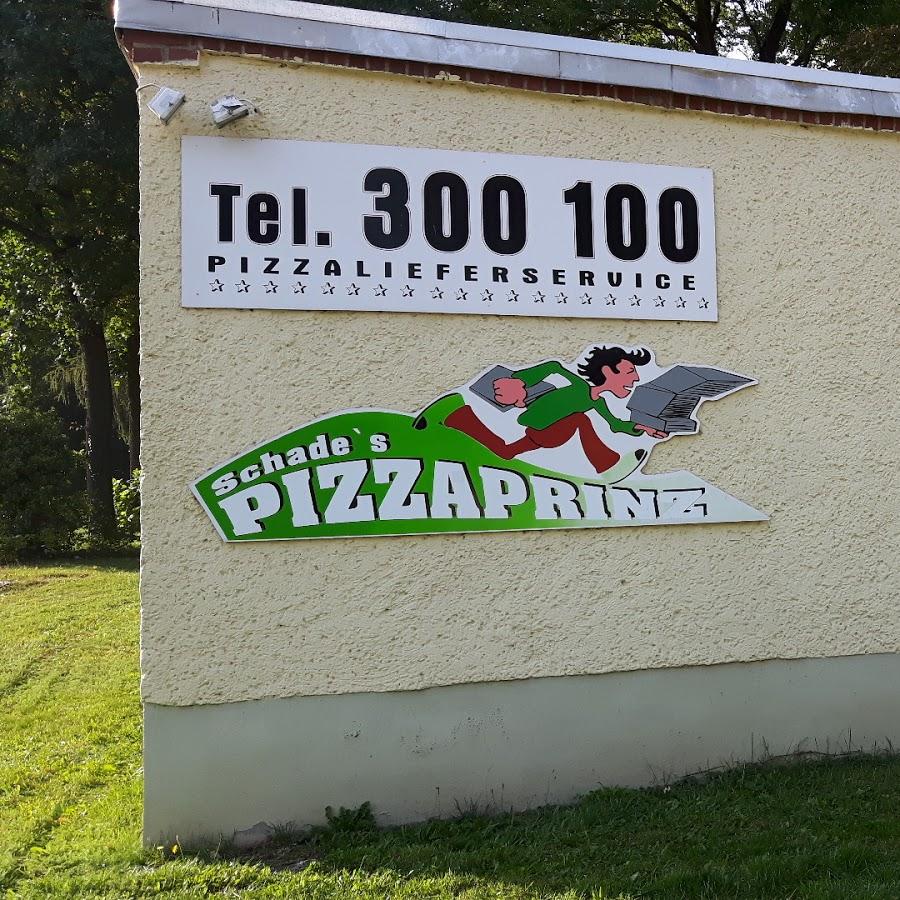 Tel. 300 100
PIZZALIEFERSERVICE
Schade`s
PIZZAPRINZ